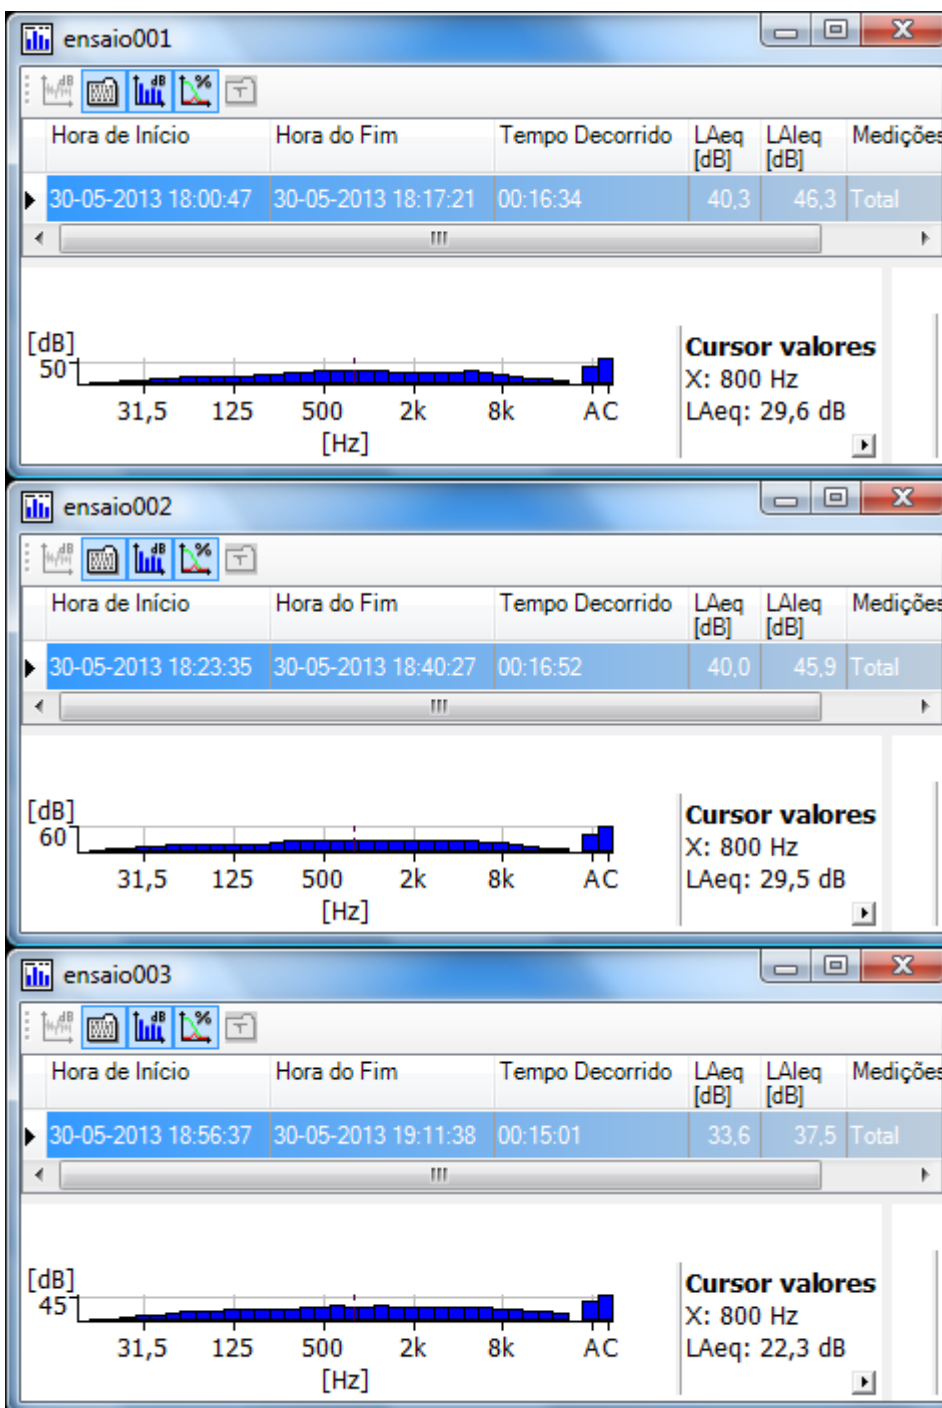 ensaio001
Hora de Início Hora do Fim Tempo Decorrido LAeq [dB] LAIeq [dB] Medições
30-05-2013 18:00:47 30-05-2013 18:17:21 00:16:34 40,3 46,3 Total
[dB]
50
31,5 125 500 2k 8k A C
[Hz]
Cursor valores
X: 800 Hz
LAeq: 29,6 dB
ensaio002
Hora de Início Hora do Fim Tempo Decorrido LAeq [dB] LAIeq [dB] Medições
30-05-2013 18:23:35 30-05-2013 18:40:27 00:16:52 40,0 45,9 Total
[dB]
60
31,5 125 500 2k 8k A C
[Hz]
Cursor valores
X: 800 Hz
LAeq: 29,5 dB
ensaio003
Hora de Início Hora do Fim Tempo Decorrido LAeq [dB] LAIeq [dB] Medições
30-05-2013 18:56:37 30-05-2013 19:11:38 00:15:01 33,6 37,5 Total
[dB]
45
31,5 125 500 2k 8k A C
[Hz]
Cursor valores
X: 800 Hz
LAeq: 22,3 dB